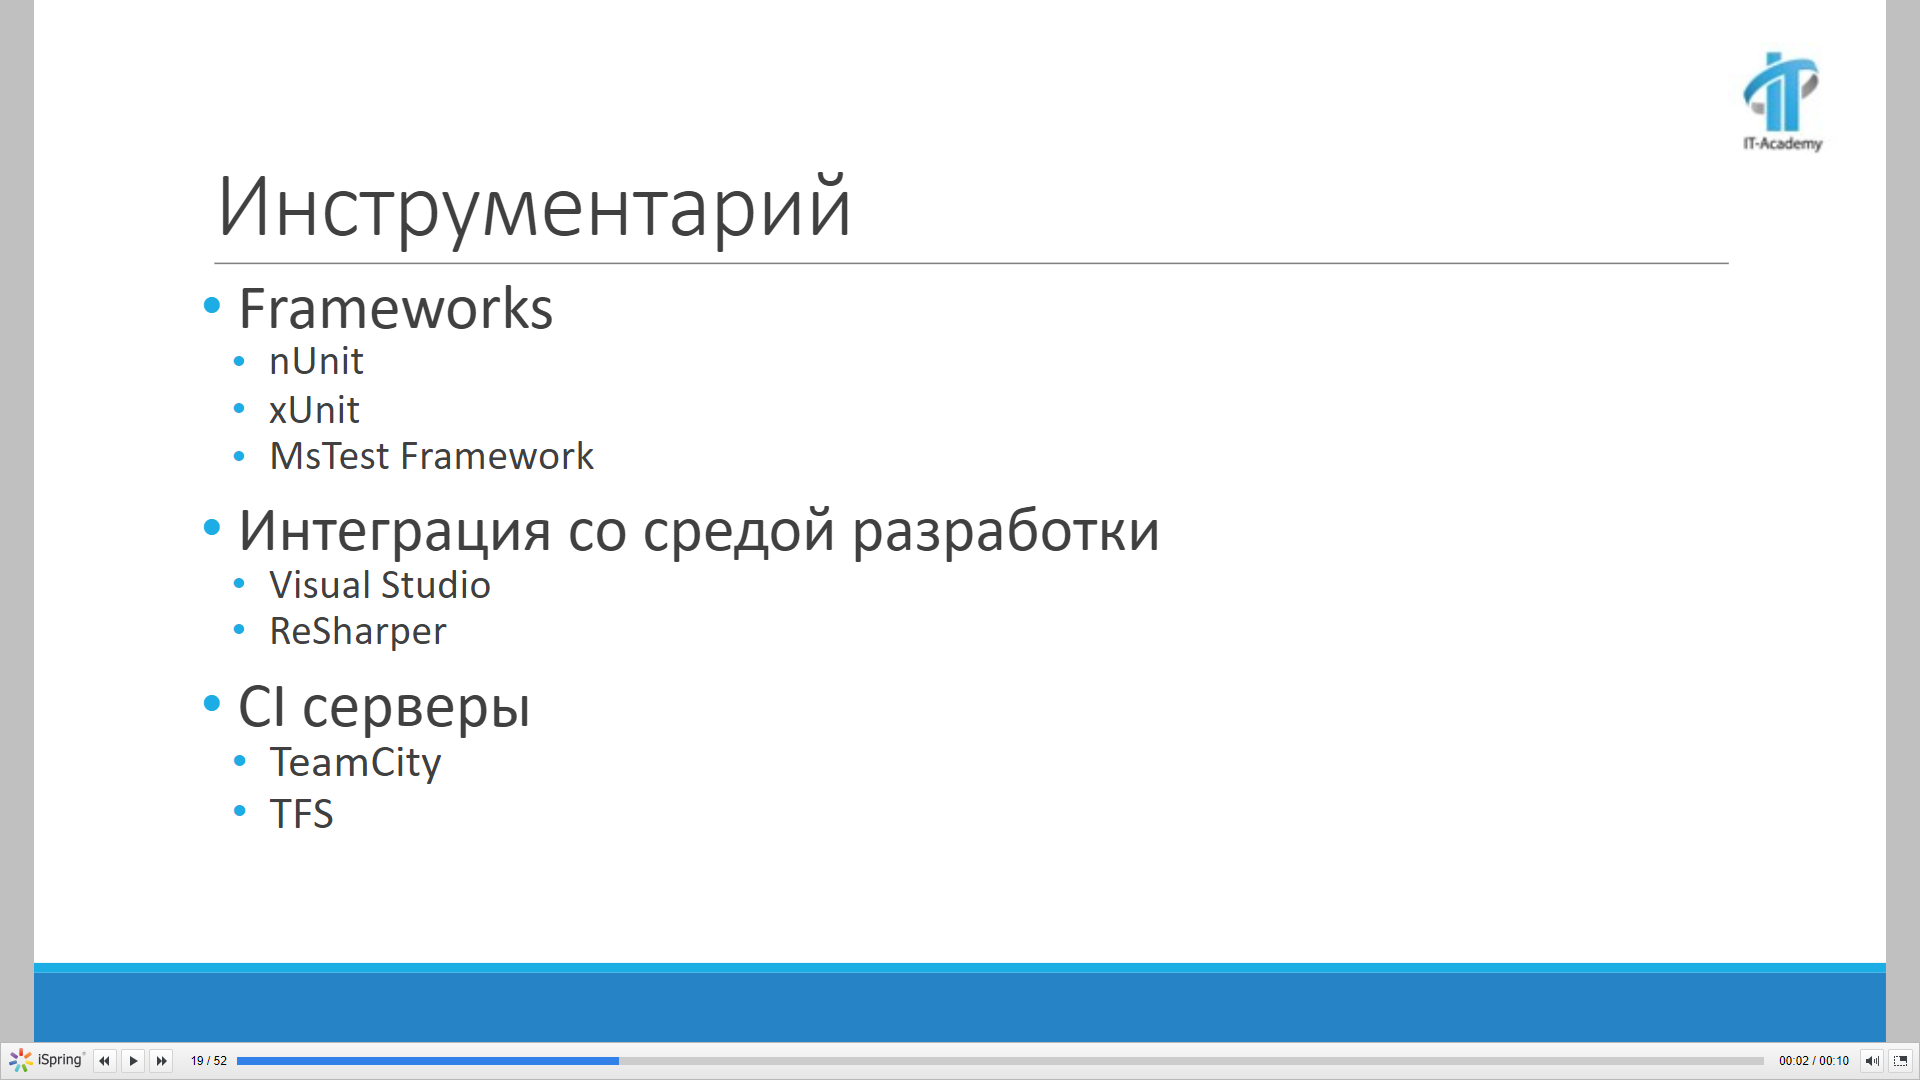 IT-Academy
Инструментарий
• Frameworks
• nUnit
• xUnit
• MsTest Framework
• Интеграция со средой разработки
• Visual Studio
• ReSharper
• CI серверы
• TeamCity
• TFS
iSpring 19 / 52 00:02 / 00:10